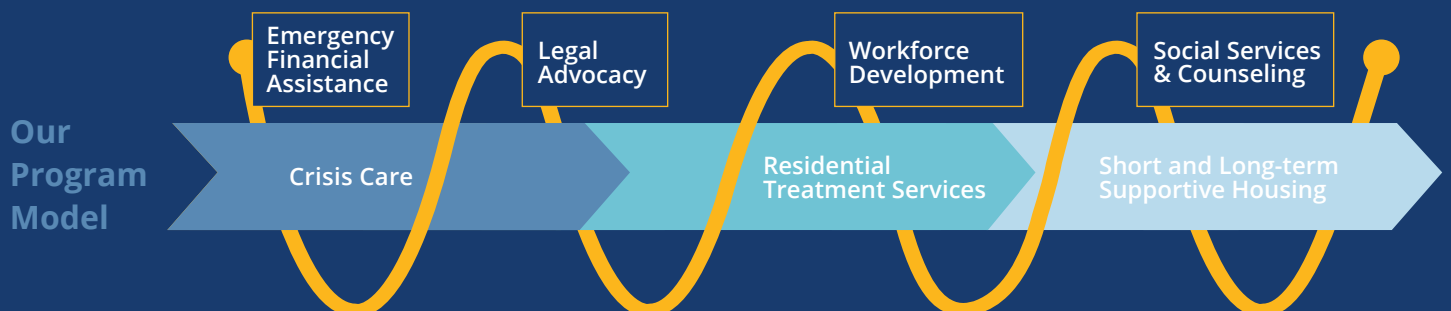 Our
Program
Model
Emergency
Financial
Assistance
Legal
Advocacy
Workforce
Development
Social Services
& Counseling
Crisis Care
Residential
Treatment Services
Short and Long-term
Supportive Housing